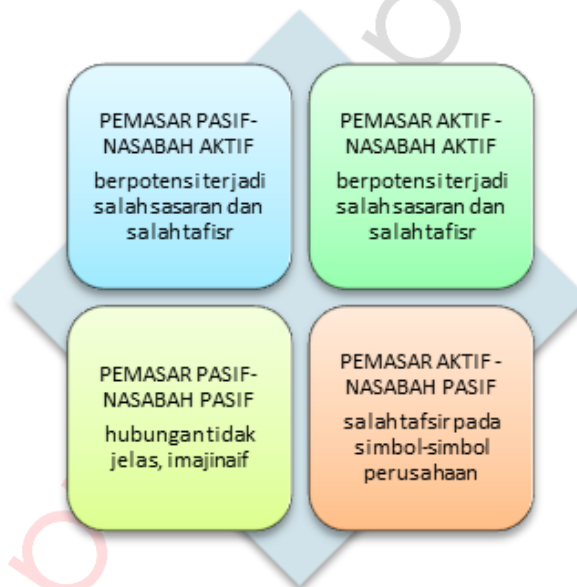 PEMASAR PASIF-
NASABAH AKTIF
berpotensi terjadi
salah sasaran dan
salah tafisr
PEMASAR AKTIF -
NASABAH AKTIF
berpotensi terjadi
salah sasaran dan
salah tafisr
PEMASAR PASIF-
NASABAH PASIF
hubungan tidak
jelas, imajinaif
PEMASAR AKTIF -
NASABAH PASIF
salah tafsir pada
simbol-simbol
perusahaan